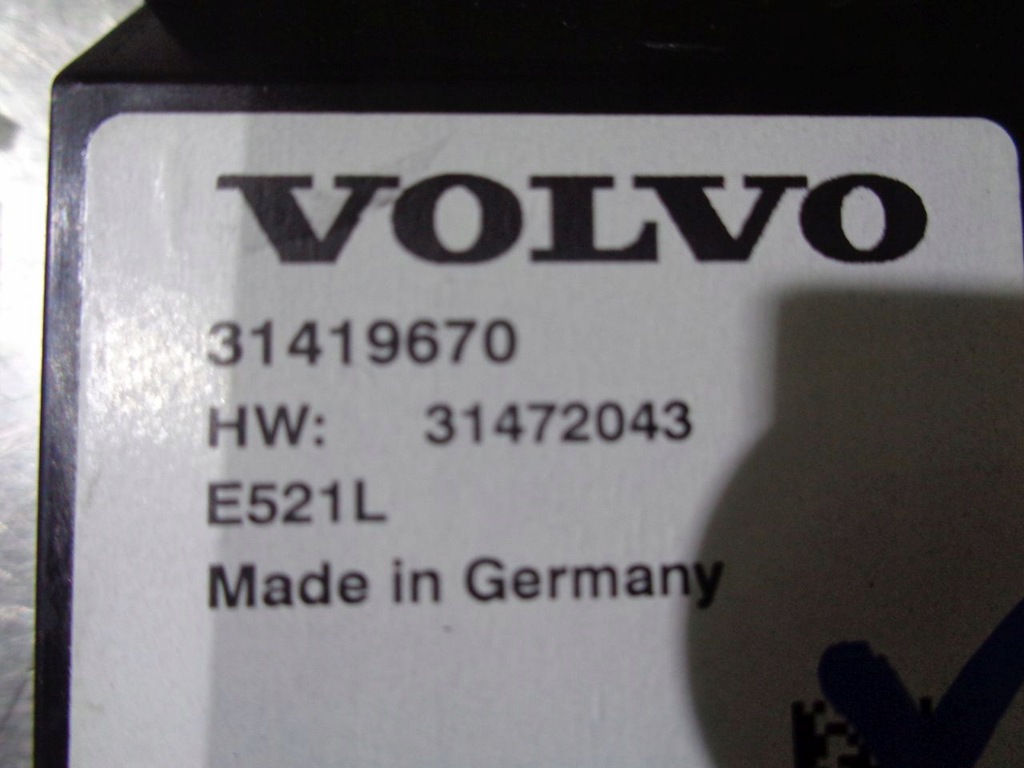 VOLVO
31419670
HW: 31472043
E521L
Made in Germany